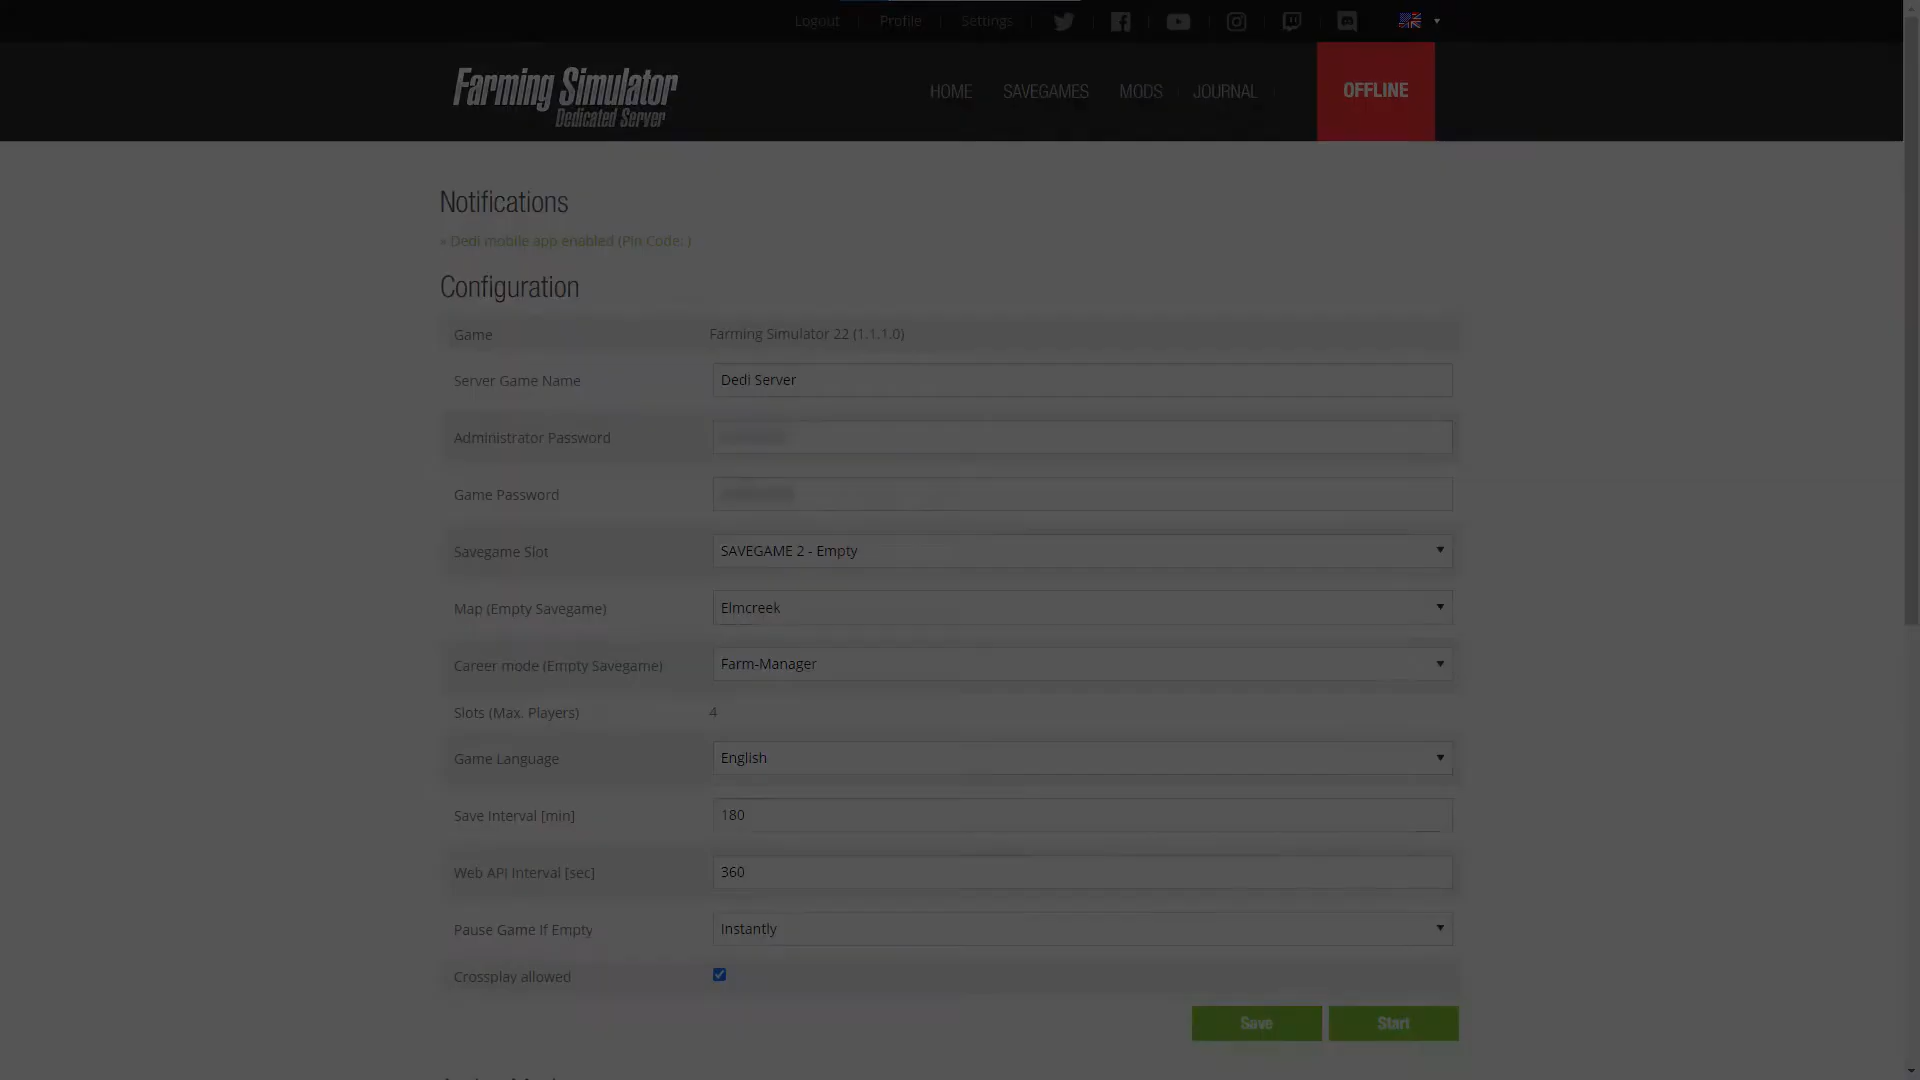 Logout Profile Settings
Farming Simulator
Dedicated Server
HOME SAVEGAMES MODS JOURNAL OFFLINE
Notifications
» Dedi mobile app enabled (Pin Code: )
Configuration
Game Farming Simulator 22 (1.1.1.0)
Server Game Name Dedi Server
Administrator Password
Game Password
Savegame Slot SAVEGAME 2 - Empty
Map (Empty Savegame) Elmcreek
Career mode (Empty Savegame) Farm-Manager
Slots (Max. Players) 4
Game Language English
Save Interval [min] 180
Web API Interval [sec] 360
Pause Game If Empty Instantly
Crossplay allowed
Save Start